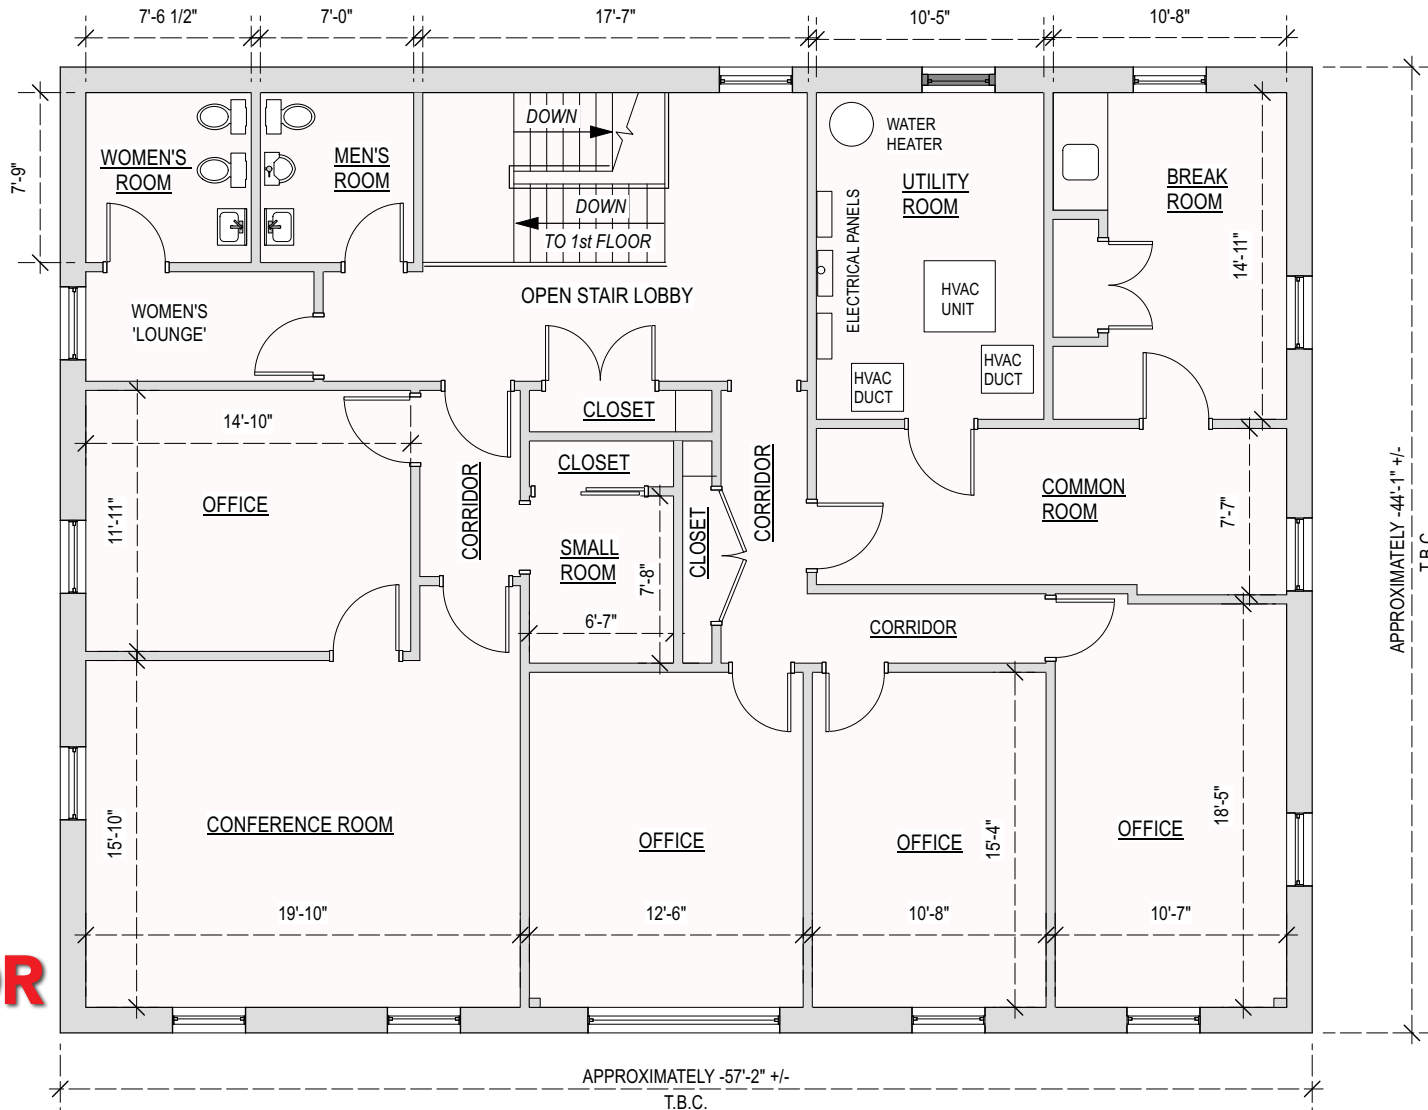 7'-6 1/2"
7'-0"
17'-7"
10'-5"
10'-8"
7'-9"
WOMEN'S
ROOM
MEN'S
ROOM
DOWN
DOWN
TO 1st FLOOR
OPEN STAIR LOBBY
WATER
HEATER
UTILITY
ROOM
ELECTRICAL PANELS
HVAC
UNIT
HVAC
DUCT
HVAC
DUCT
BREAK
ROOM
14'-11"
WOMEN'S
'LOUNGE'
14'-10"
OFFICE
11'-11"
CORRIDOR
CLOSET
CLOSET
SMALL
ROOM
7'-8"
6'-7"
CLOSET
CORRIDOR
COMMON
ROOM
7'-7"
CORRIDOR
APPROXIMATELY -44'-1" +/-
T.B.C.
CONFERENCE ROOM
15'-10"
19'-10"
OFFICE
12'-6"
OFFICE
15'-4"
10'-8"
OFFICE
18'-5"
10'-7"
OR
APPROXIMATELY -57'-2" +/-
T.B.C.